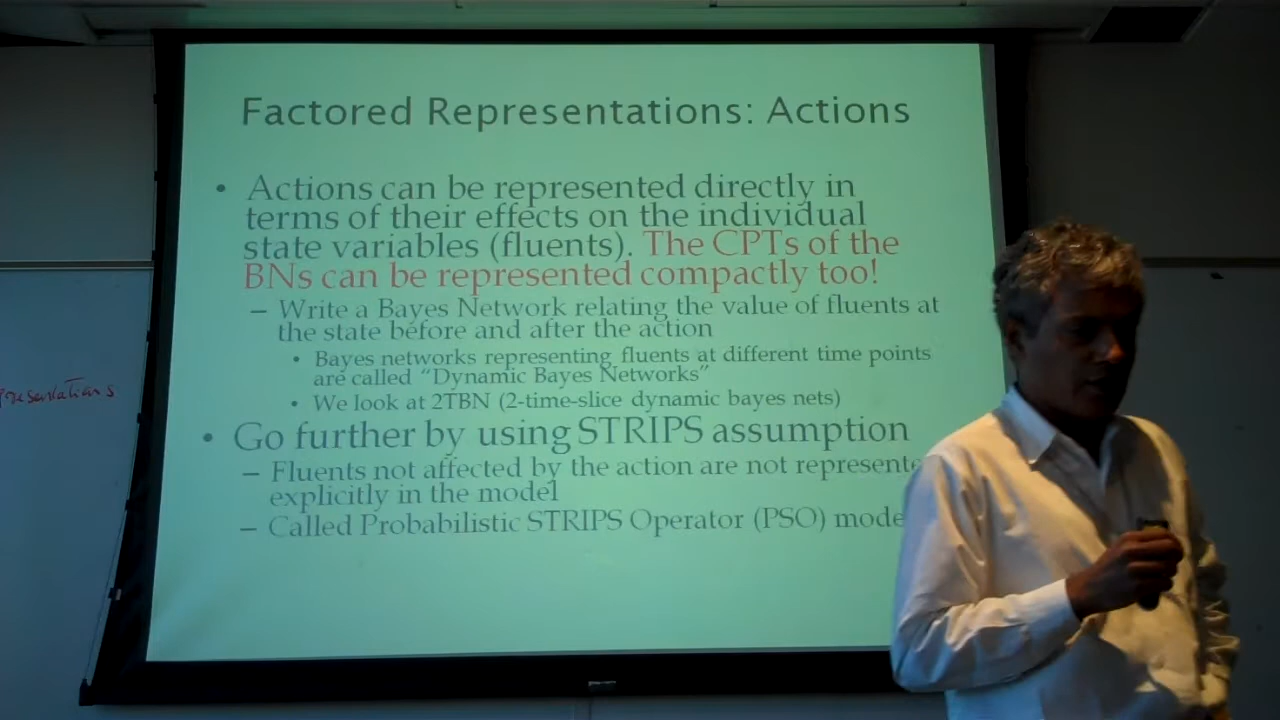 Factored Representations: Actions
• Actions can be represented directly in
terms of their effects on the individual
state variables (fluents). The CPTs of the
BNs can be represented compactly too!
– Write a Bayes Network relating the value of fluents at
the state before and after the action
• Bayes networks representing fluents at different time points
are called “Dynamic Bayes Networks”
• We look at 2TBN (2-time-slice dynamic bayes nets)
• Go further by using STRIPS assumption
– Fluents not affected by the action are not represente
explicitly in the model
– Called Probabilistic STRIPS Operator (PSO) mode